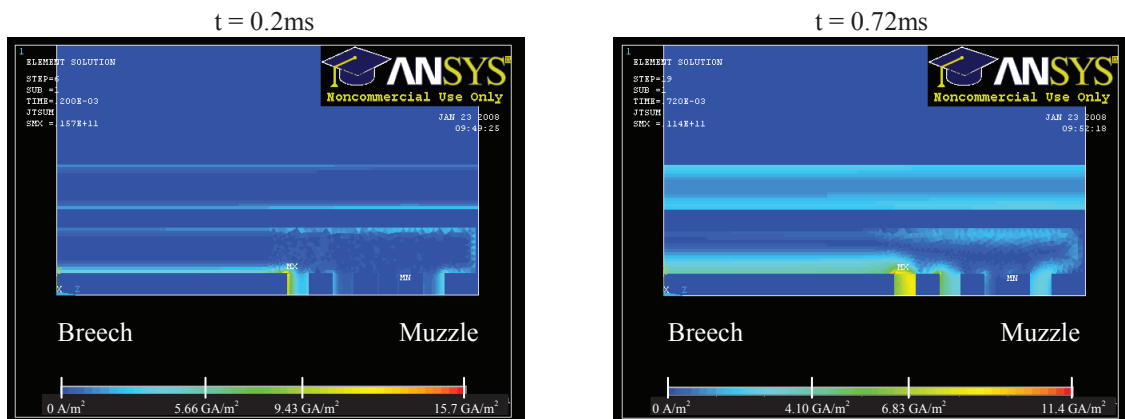 t = 0.2ms
1
ELEMENT SOLUTION
STEP=6
SUB =1
TIME=.200E-03
JTSUM
SMX =.157E+11
ANSYS®
Noncommercial Use Only
JAN 23 2008
09:49:25
MX
MN
X Z
Breech Muzzle
0 A/m² 5.66 GA/m² 9.43 GA/m² 15.7 GA/m²
t = 0.72ms
1
ELEMENT SOLUTION
STEP=19
SUB =1
TIME=.720E-03
JTSUM
SMX =.114E+11
ANSYS®
Noncommercial Use Only
JAN 23 2008
09:52:18
MX
MN
X Z
Breech Muzzle
0 A/m² 4.10 GA/m² 6.83 GA/m² 11.4 GA/m²